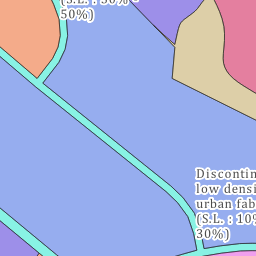 (S.L. : 30% -
50%)
Discontin
low densi
urban fab
(S.L. : 10%
30%)